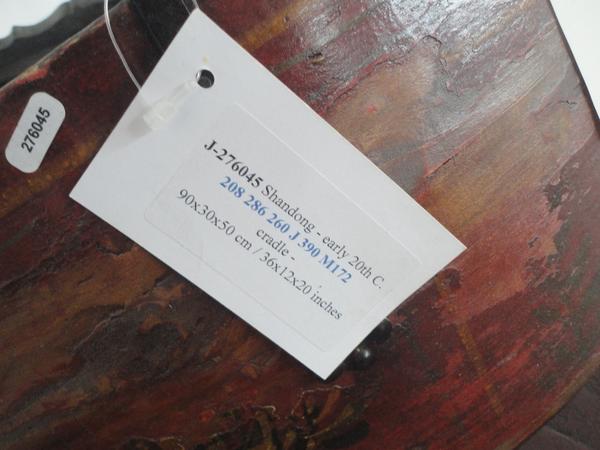 276045
J-276045 Shandong - early 20th C.
208 286 260 J 390 M172
cradle -
90x30x50 cm / 36x12x20 inches